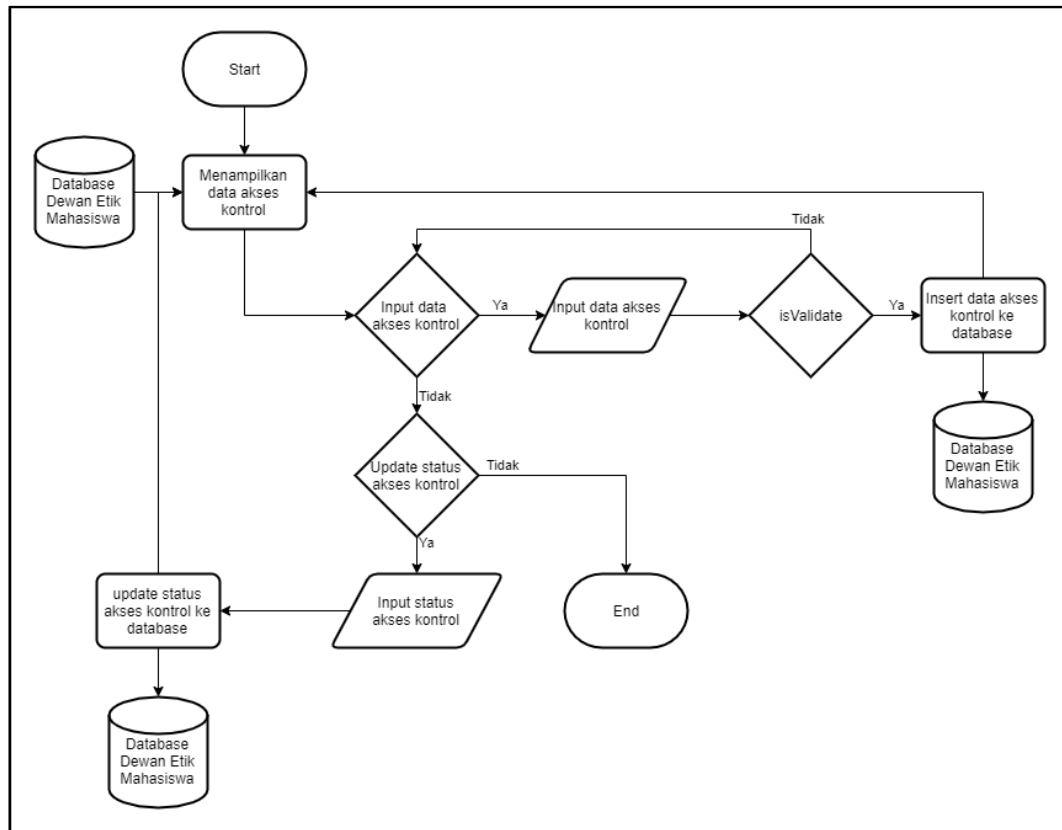 Start
Database
Dewan Etik
Mahasiswa
Menampilkan
data akses
kontrol
Tidak
Input data
akses kontrol
Ya
Input data akses
kontrol
isValidate
Ya
Insert data akses
kontrol ke
database
Tidak
Database
Dewan Etik
Mahasiswa
Update status
akses kontrol
Tidak
Ya
update status
akses kontrol ke
database
Input status
akses kontrol
End
Database
Dewan Etik
Mahasiswa